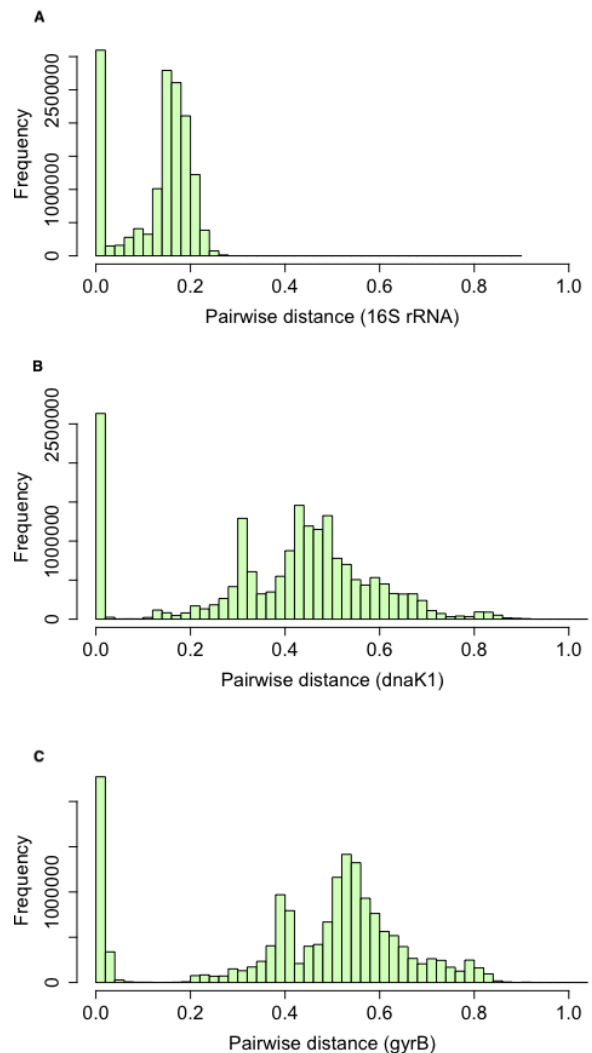 A
Frequency
0 1000000 2500000
0.0 0.2 0.4 0.6 0.8 1.0
Pairwise distance (16S rRNA)
B
Frequency
0 1000000 2500000
0.0 0.2 0.4 0.6 0.8 1.0
Pairwise distance (dnaK1)
C
Frequency
0 1000000
0.0 0.2 0.4 0.6 0.8 1.0
Pairwise distance (gyrB)